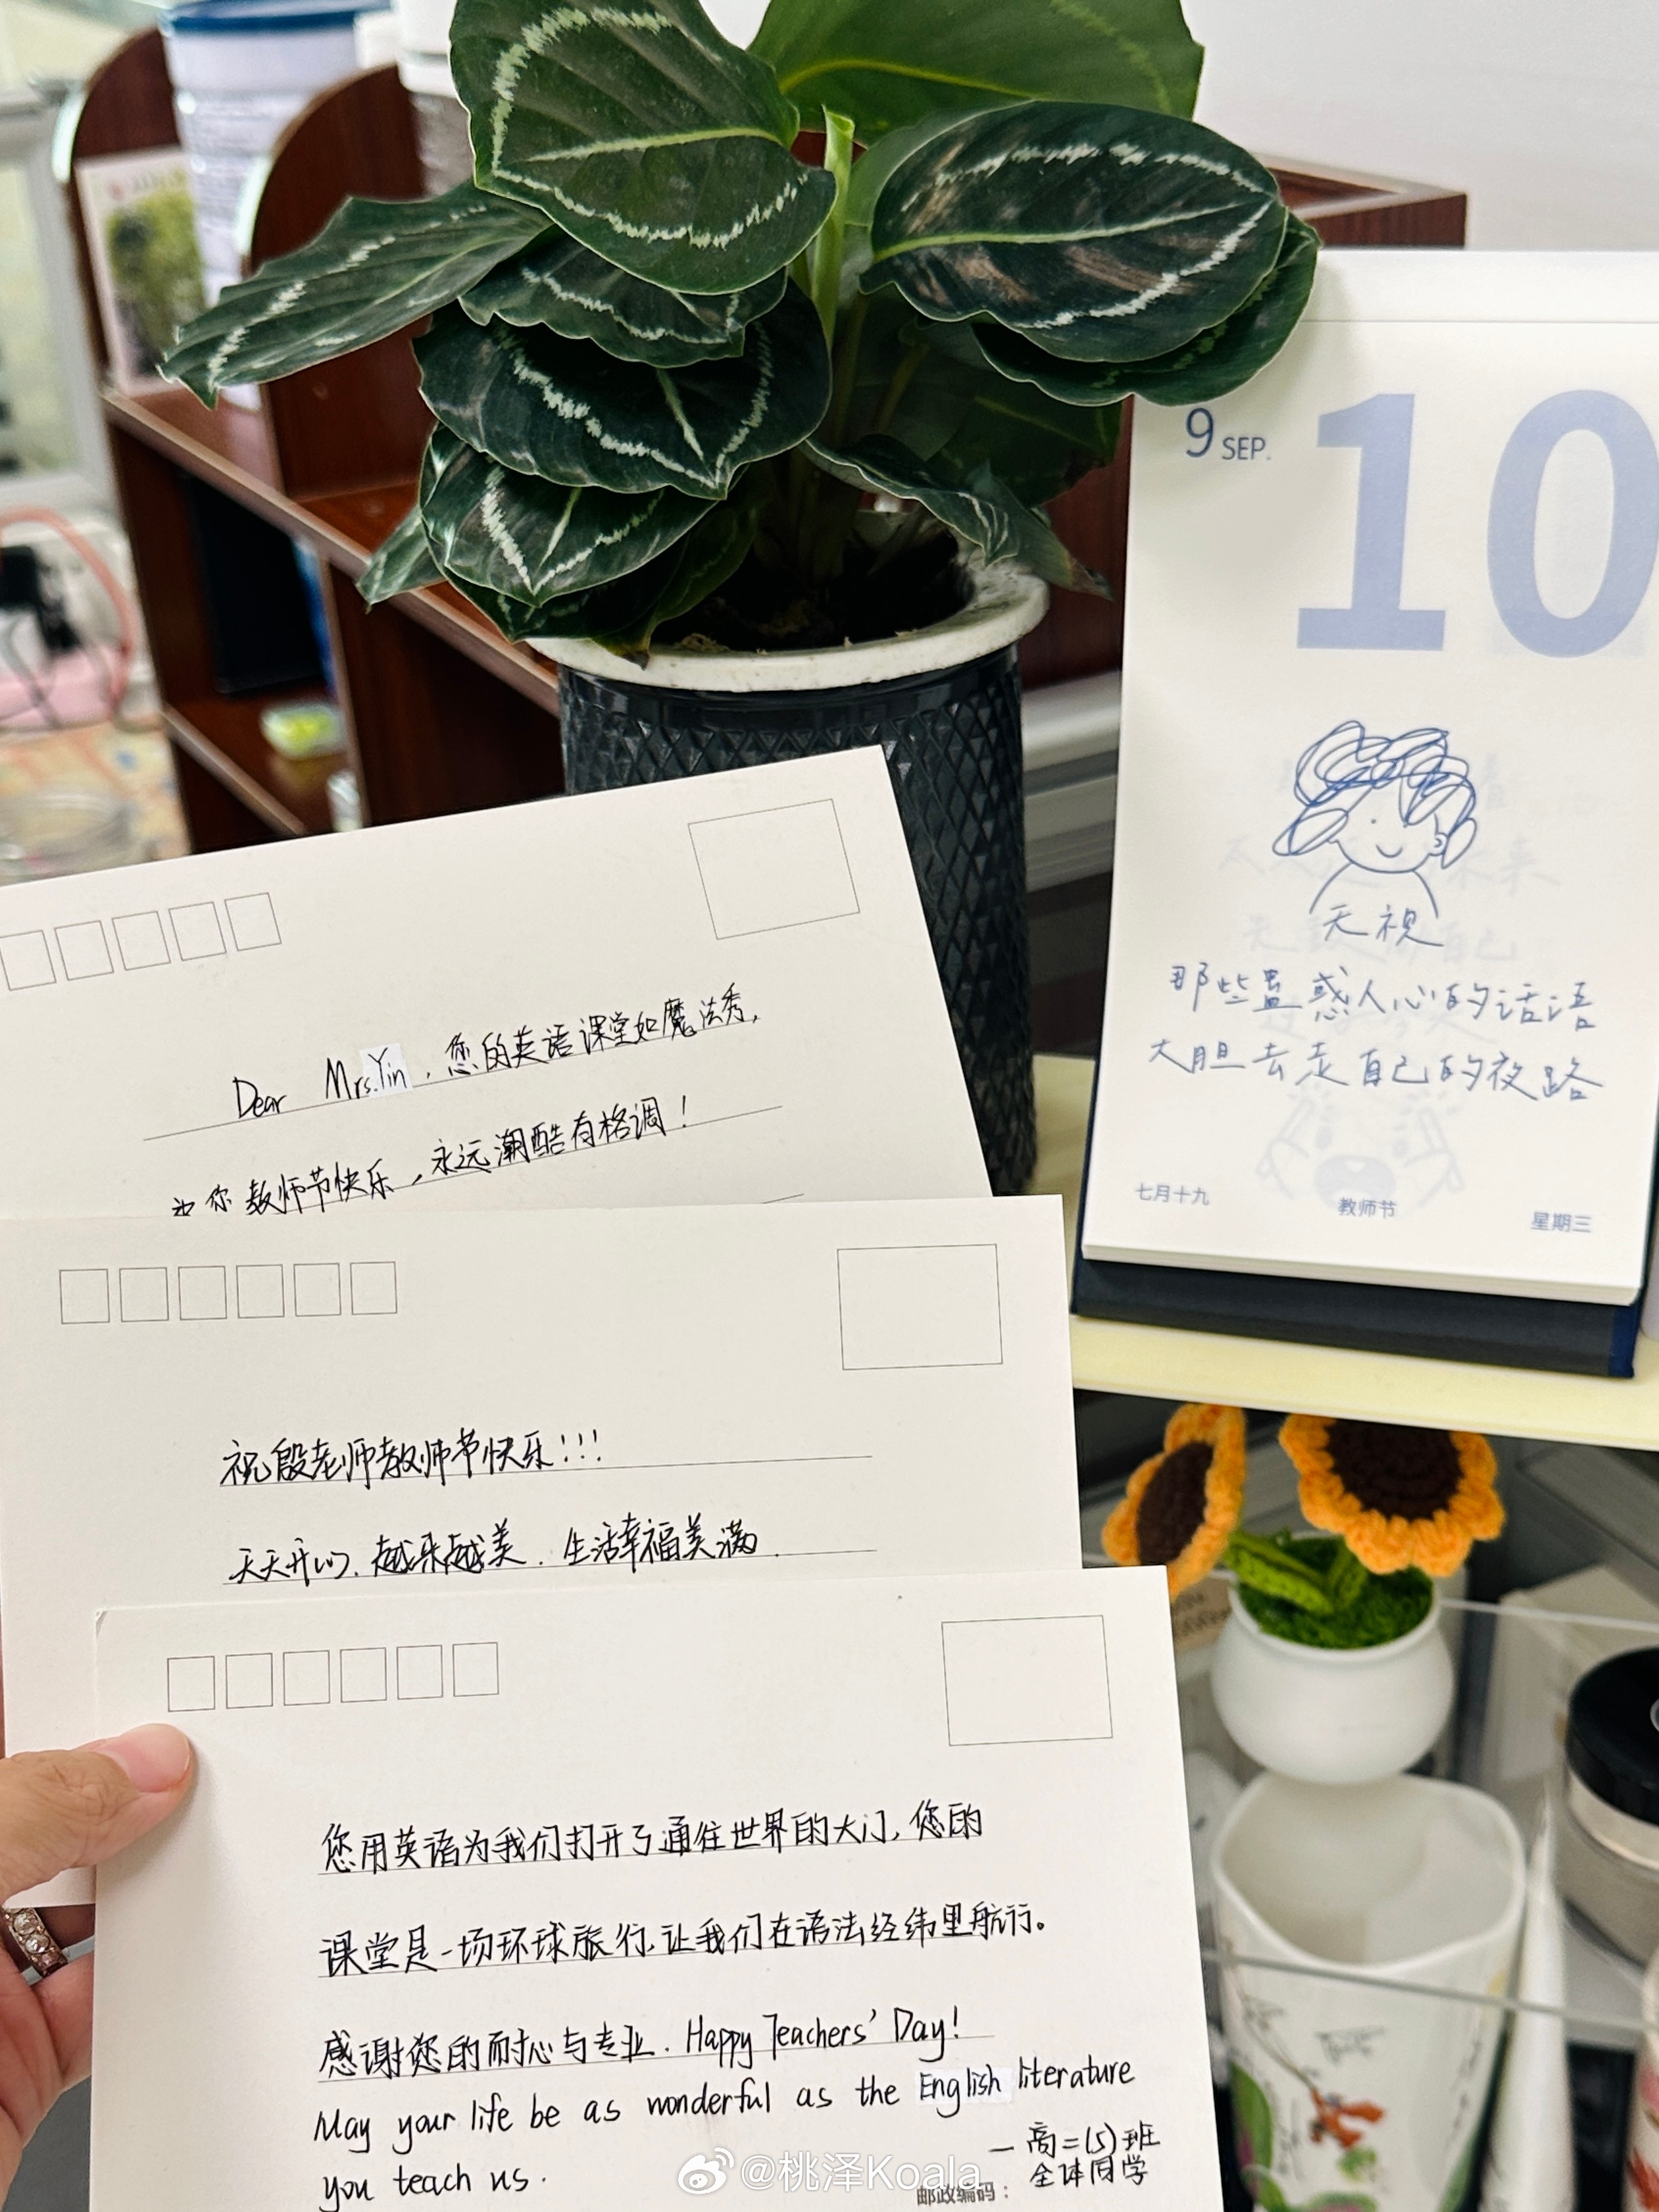 9 SEP.
10
无视
那些蛊惑人心的话语
大胆去走自己的夜路
七月十九
教师节
星期三
Dear Mrs.Yin，您的英语课堂如魔法秀，
为你教师节快乐，永远潮酷有格调！
祝殷老师教师节快乐！！！
天天开心、越来越美、生活幸福美满.
您用英语为我们打开了通往世界的大门，您的
课堂是一场环球旅行，让我们在语法经纬里航行。
感谢您的耐心与专业. Happy Teachers' Day!
May your life be as wonderful as the English literature
you teach us.
—高二(5)班
全体同学
邮政编码：
@桃泽Koala